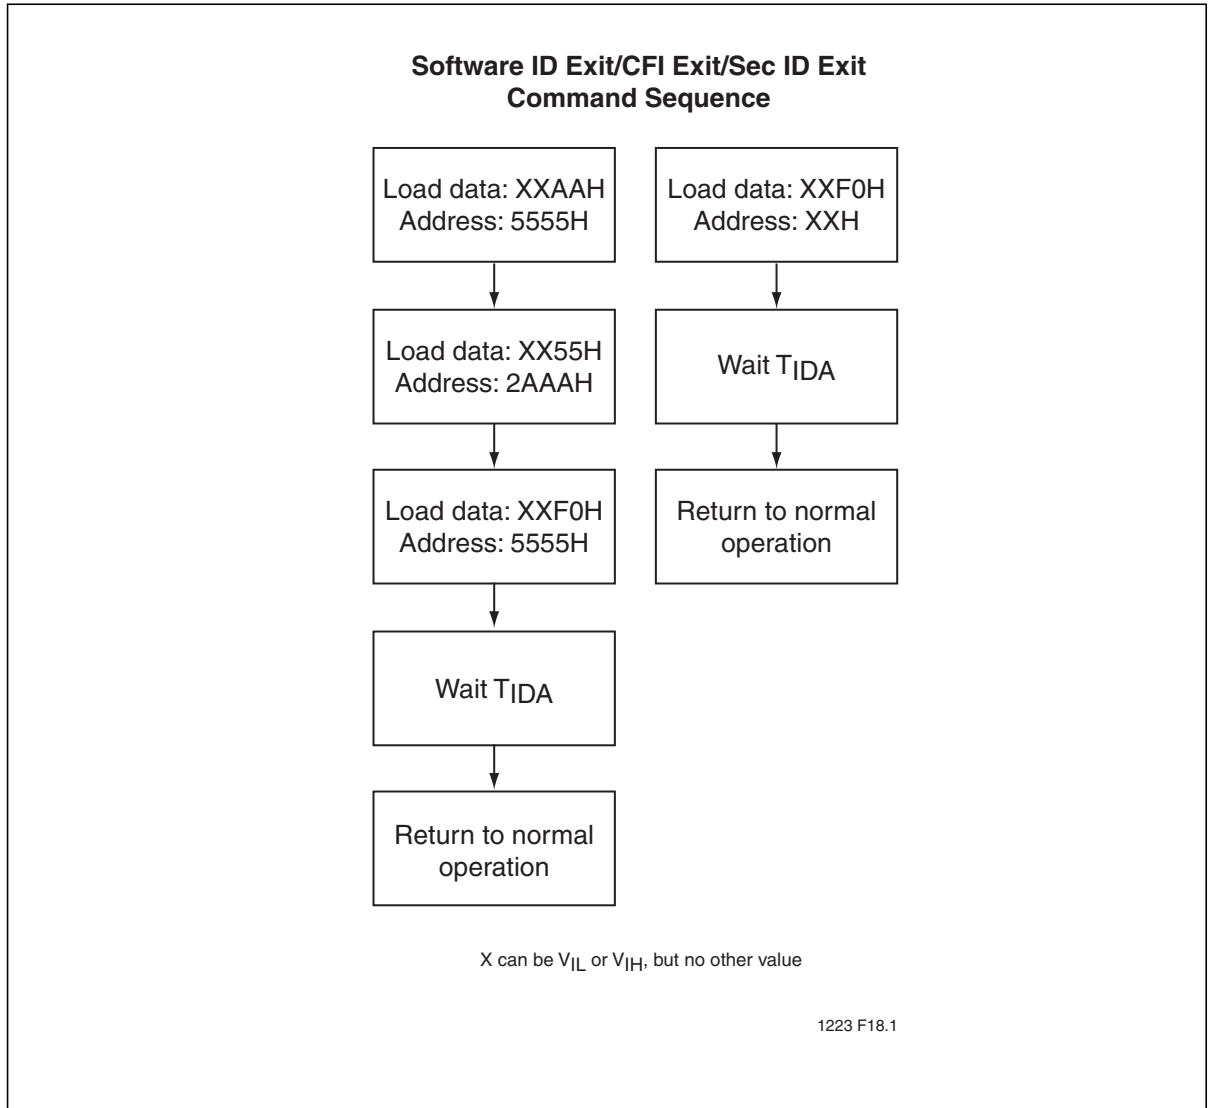 Software ID Exit/CFI Exit/Sec ID Exit
Command Sequence
Load data: XXAAH
Address: 5555H
Load data: XX55H
Address: 2AAAH
Load data: XXF0H
Address: 5555H
Wait TIDA
Return to normal
operation
Load data: XXF0H
Address: XXH
Wait TIDA
Return to normal
operation
X can be VIL or VIH, but no other value
1223 F18.1